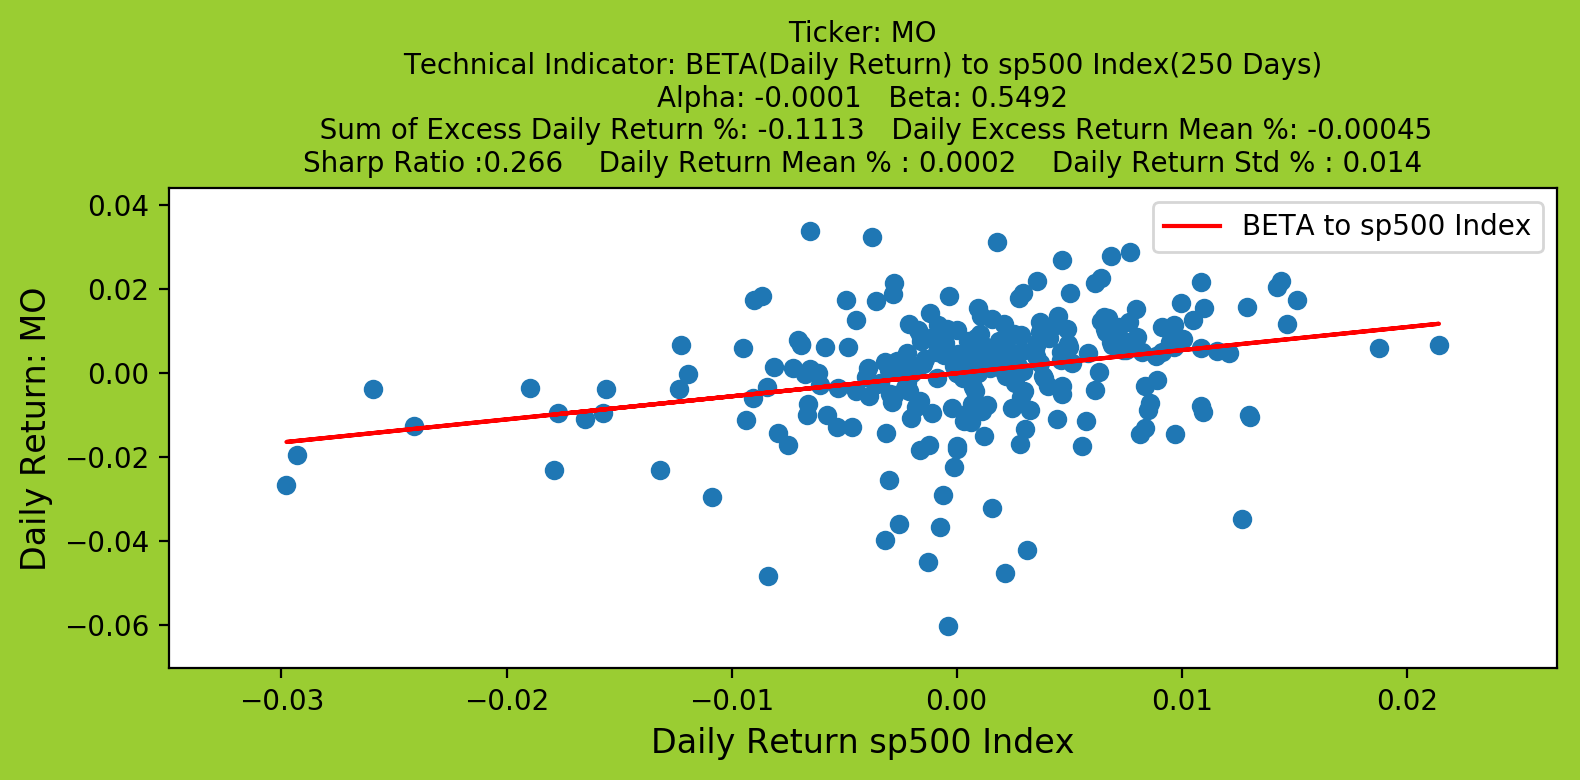 Ticker: MO
Technical Indicator: BETA(Daily Return) to sp500 Index(250 Days)
Alpha: -0.0001   Beta: 0.5492
Sum of Excess Daily Return %: -0.1113   Daily Excess Return Mean %: -0.00045
Sharp Ratio :0.266    Daily Return Mean % : 0.0002    Daily Return Std % : 0.014
BETA to sp500 Index
0.04
0.02
0.00
−0.02
−0.04
−0.06
Daily Return: MO
−0.03 −0.02 −0.01 0.00 0.01 0.02
Daily Return sp500 Index